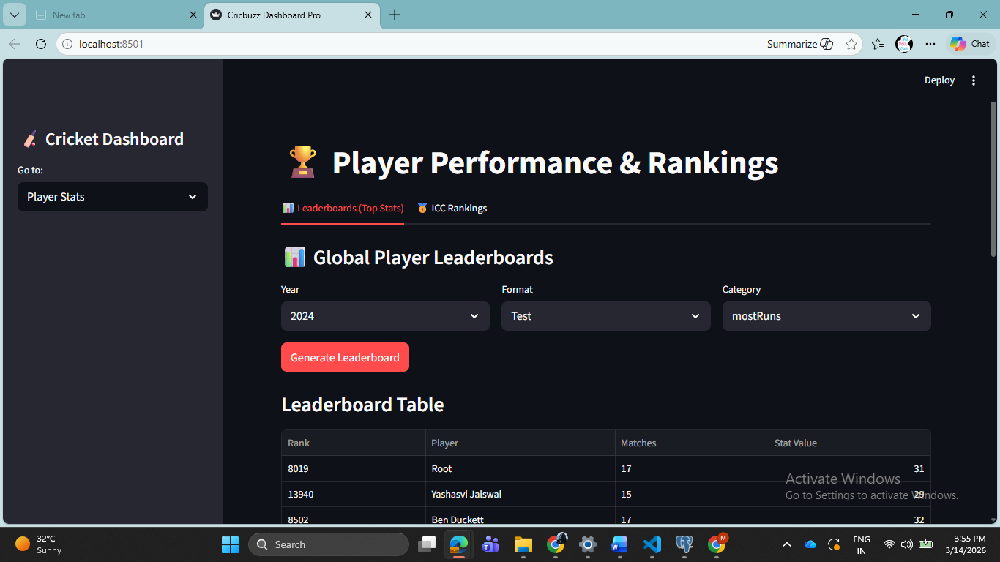 New tab
Cricbuzz Dashboard Pro
localhost:8501
Summarize
Chat
Deploy
Cricket Dashboard
Go to:
Player Stats
Player Performance & Rankings
Leaderboards (Top Stats)
ICC Rankings
Global Player Leaderboards
Year Format Category
2024 Test mostRuns
Generate Leaderboard
Leaderboard Table
Rank Player Matches Stat Value
8019 Root 17 31
13940 Yashasvi Jaiswal 15 29
8502 Ben Duckett 17 32
Activate Windows
Go to Settings to activate Windows.
32°C
Sunny
Search
M
ENG
IN
3:55 PM
3/14/2026